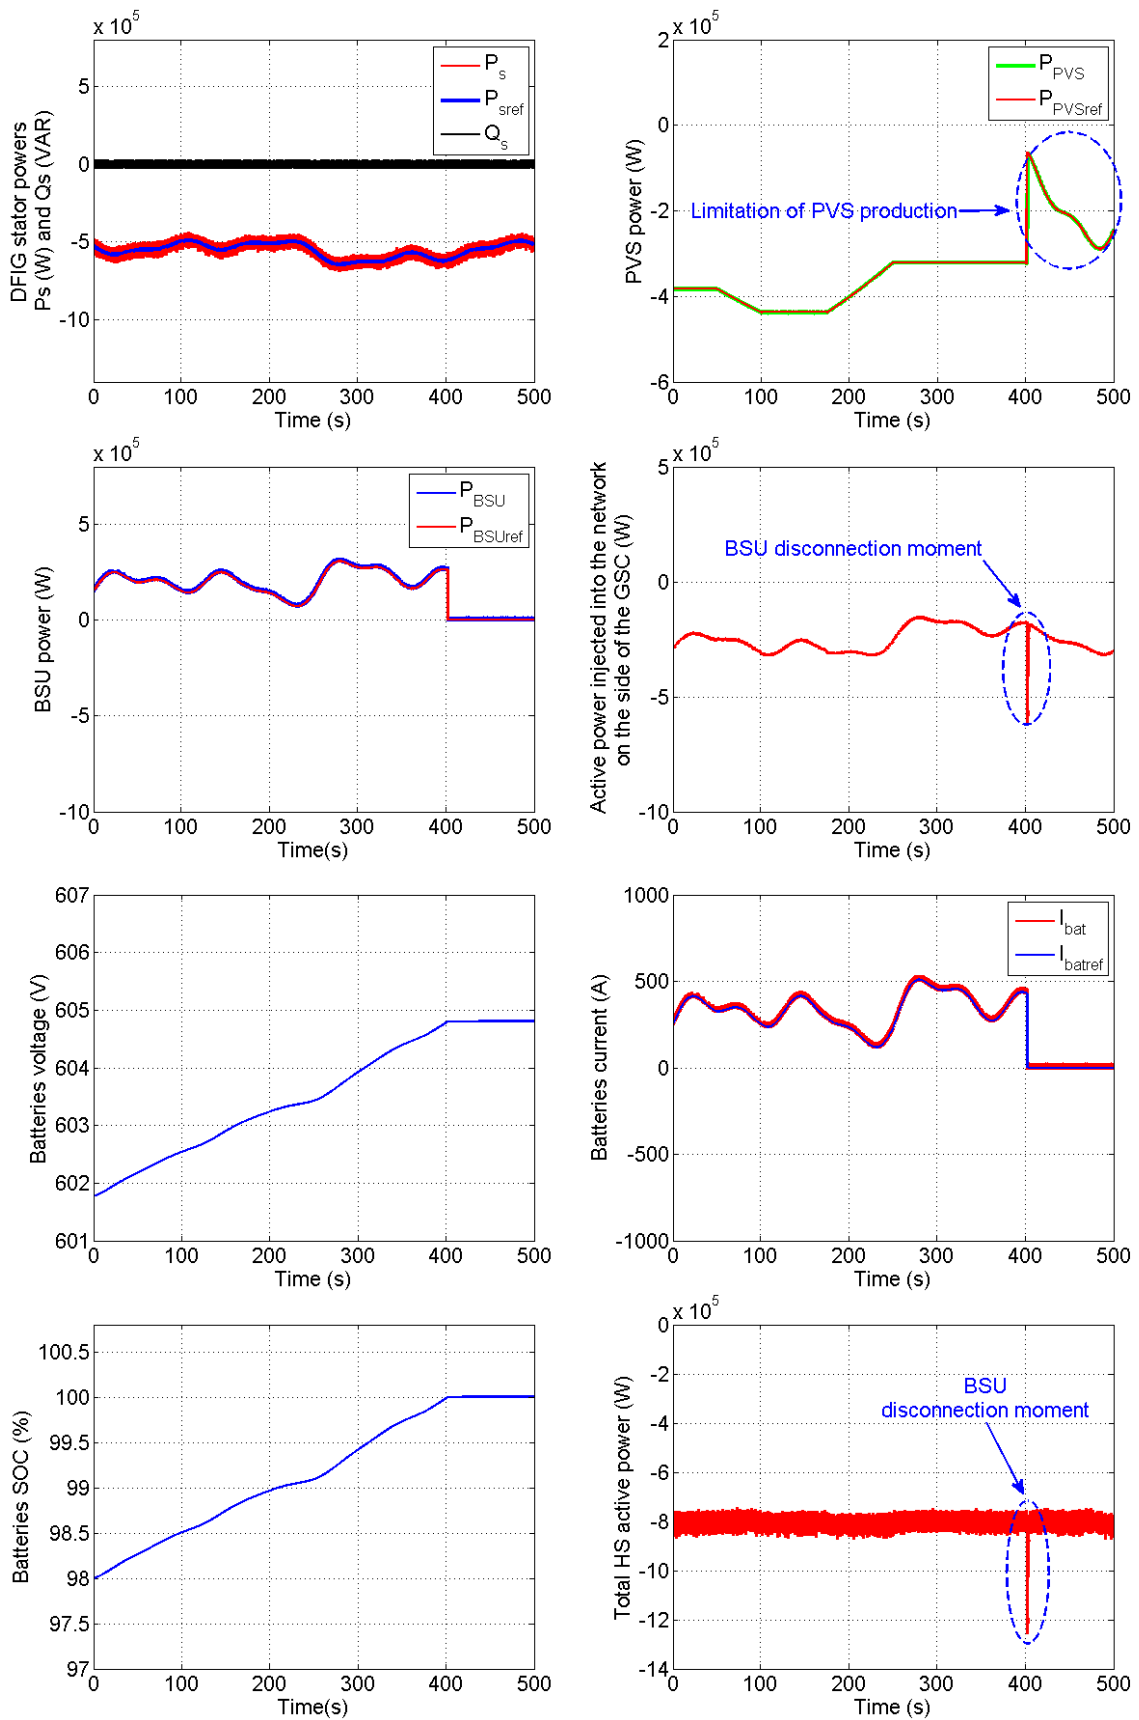 x 10^5
DFIG stator powers
Ps (W) and Qs (VAR)
5
0
-5
-10
P_s
P_sref
Q_s
0 100 200 300 400 500
Time (s)
x 10^5
PVS power (W)
2
0
-2
-4
-6
P_PVS
P_PVSref
Limitation of PVS production
0 100 200 300 400 500
Time (s)
x 10^5
BSU power (W)
5
0
-5
-10
P_BSU
P_BSUref
0 100 200 300 400 500
Time(s)
x 10^5
Active power injected into the network
on the side of the GSC (W)
5
0
-5
-10
BSU disconnection moment
0 100 200 300 400 500
Time (s)
Batteries voltage (V)
607
606
605
604
603
602
601
0 100 200 300 400 500
Time (s)
Batteries current (A)
1000
500
0
-500
-1000
I_bat
I_batref
0 100 200 300 400 500
Time (s)
Batteries SOC (%)
100.5
100
99.5
99
98.5
98
97.5
97
0 100 200 300 400 500
Time(s)
x 10^5
Total HS active power (W)
0
-2
-4
-6
-8
-10
-12
-14
BSU
disconnection moment
0 100 200 300 400 500
Time (s)